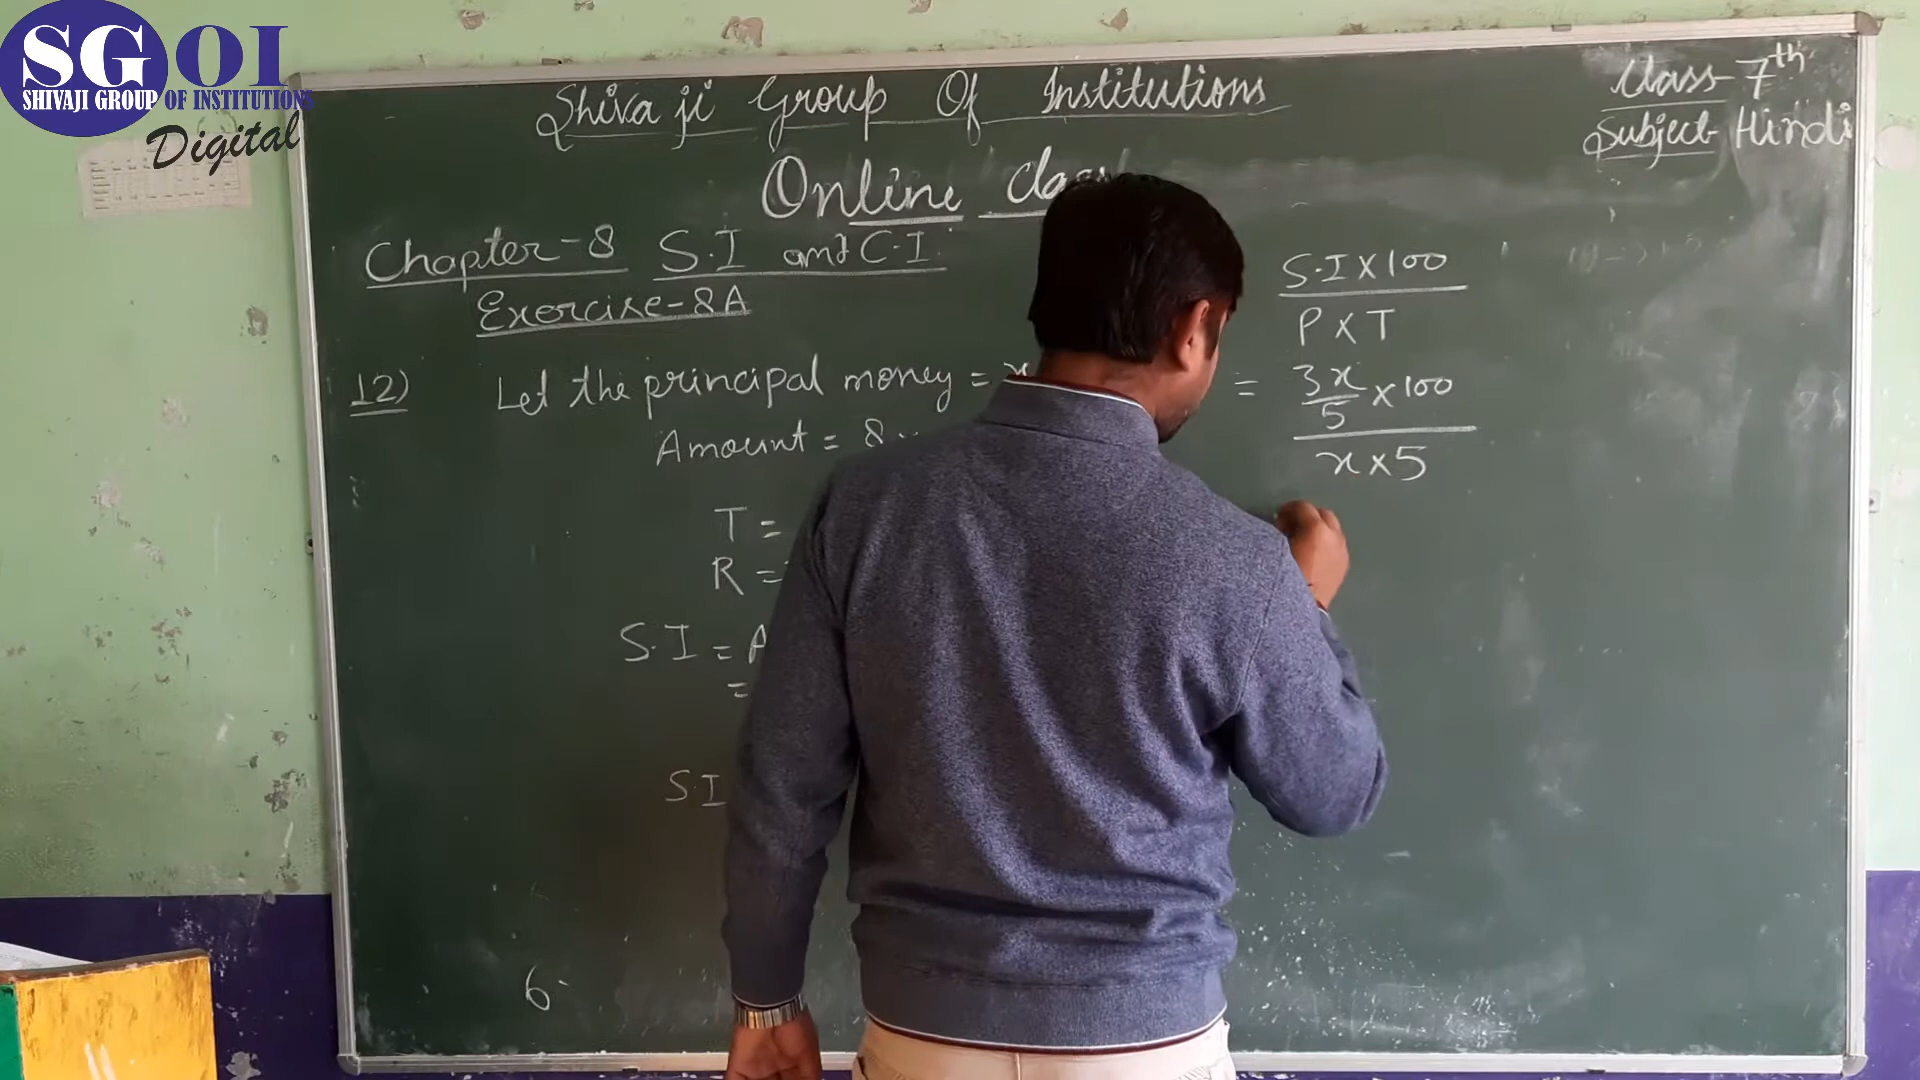 SGOI
SHIVAJI GROUP OF INSTITUTIONS
Digital
Shivaji Group Of Institutions
Class- 7th
Subject- Hindi
Online Class
Chapter-8 S.I and C.I.
Exercise-8A
12) Let the principal money = x
Amount = 8
T =
R =
S.I = A
=
S.I
6
S.I X 100
P X T
= 3x/5 x 100
x x 5